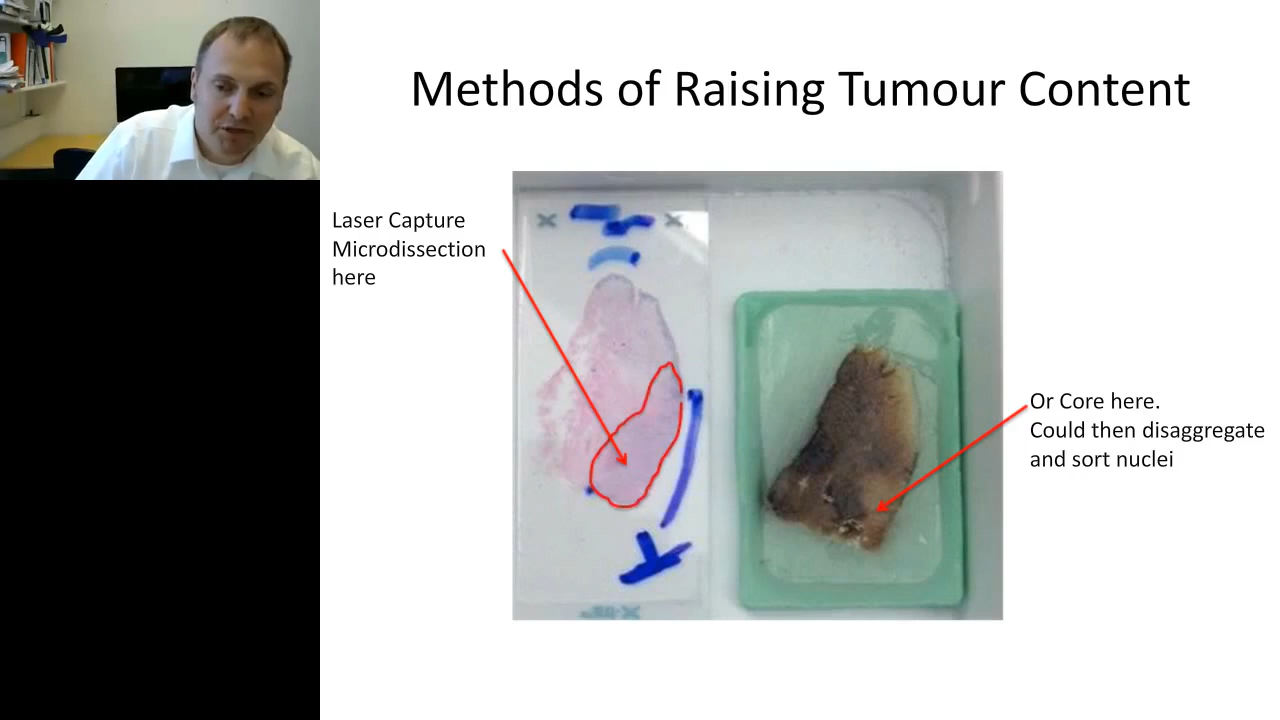 Methods of Raising Tumour Content
Laser Capture
Microdissection
here
Or Core here.
Could then disaggregate
and sort nuclei